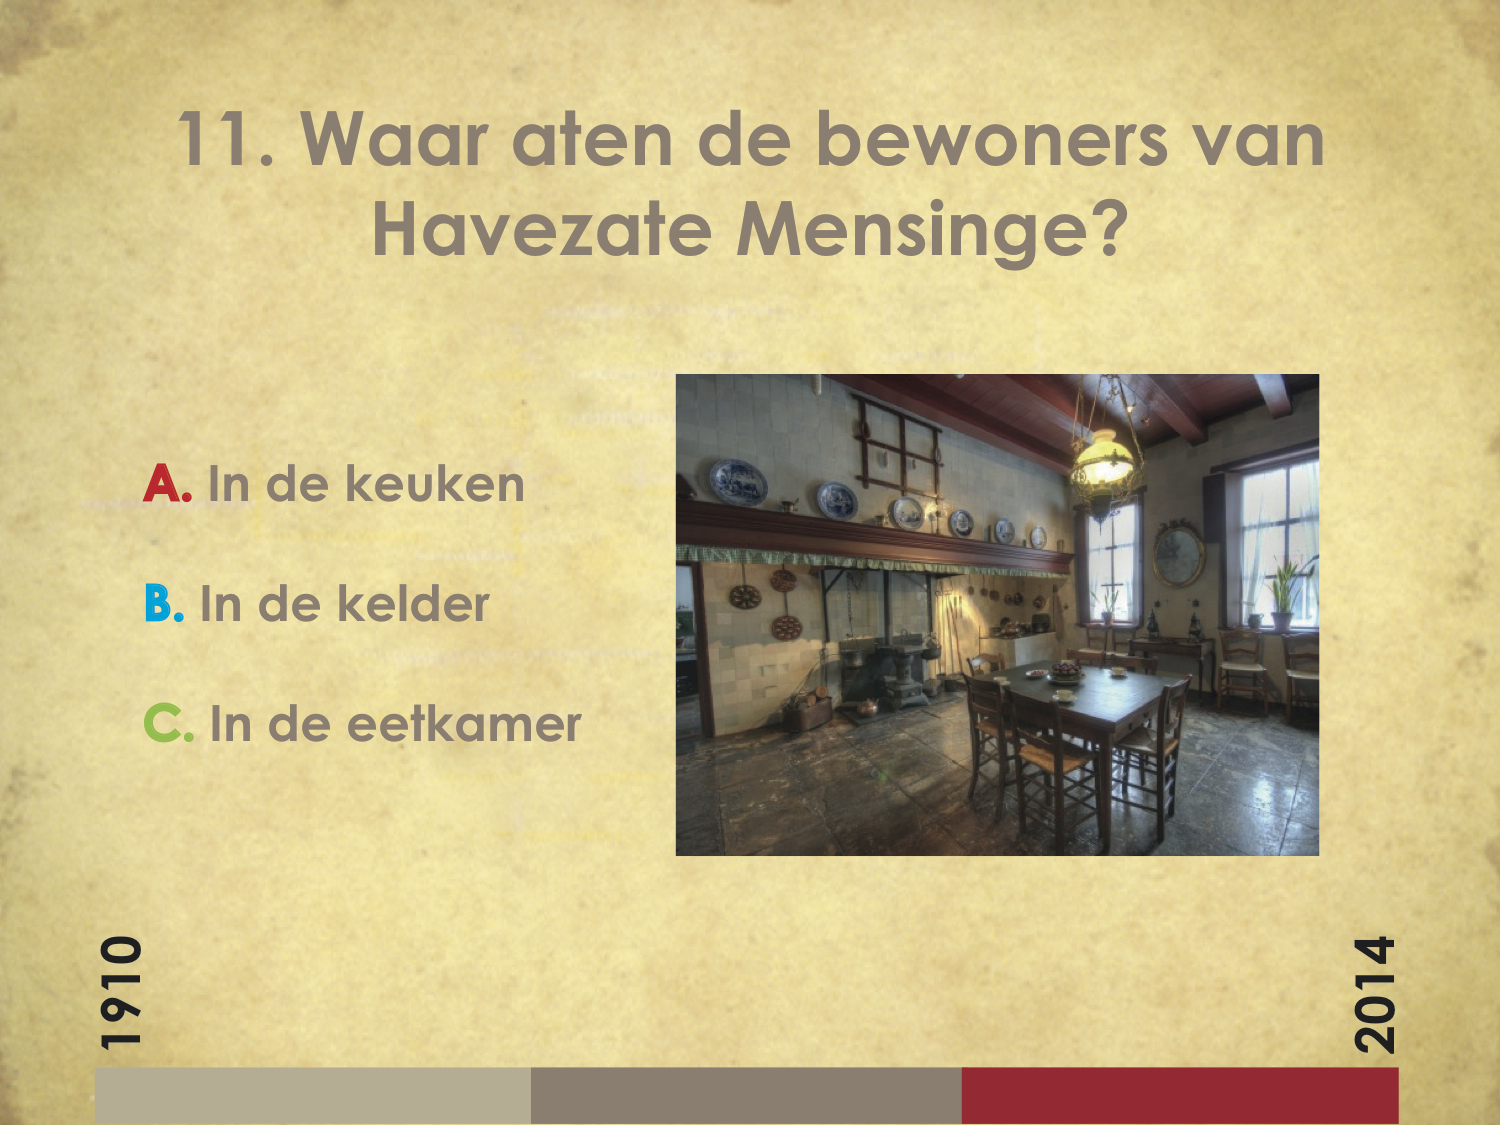 11. Waar aten de bewoners van
Havezate Mensinge?
A. In de keuken
B. In de kelder
C. In de eetkamer
1910
2014